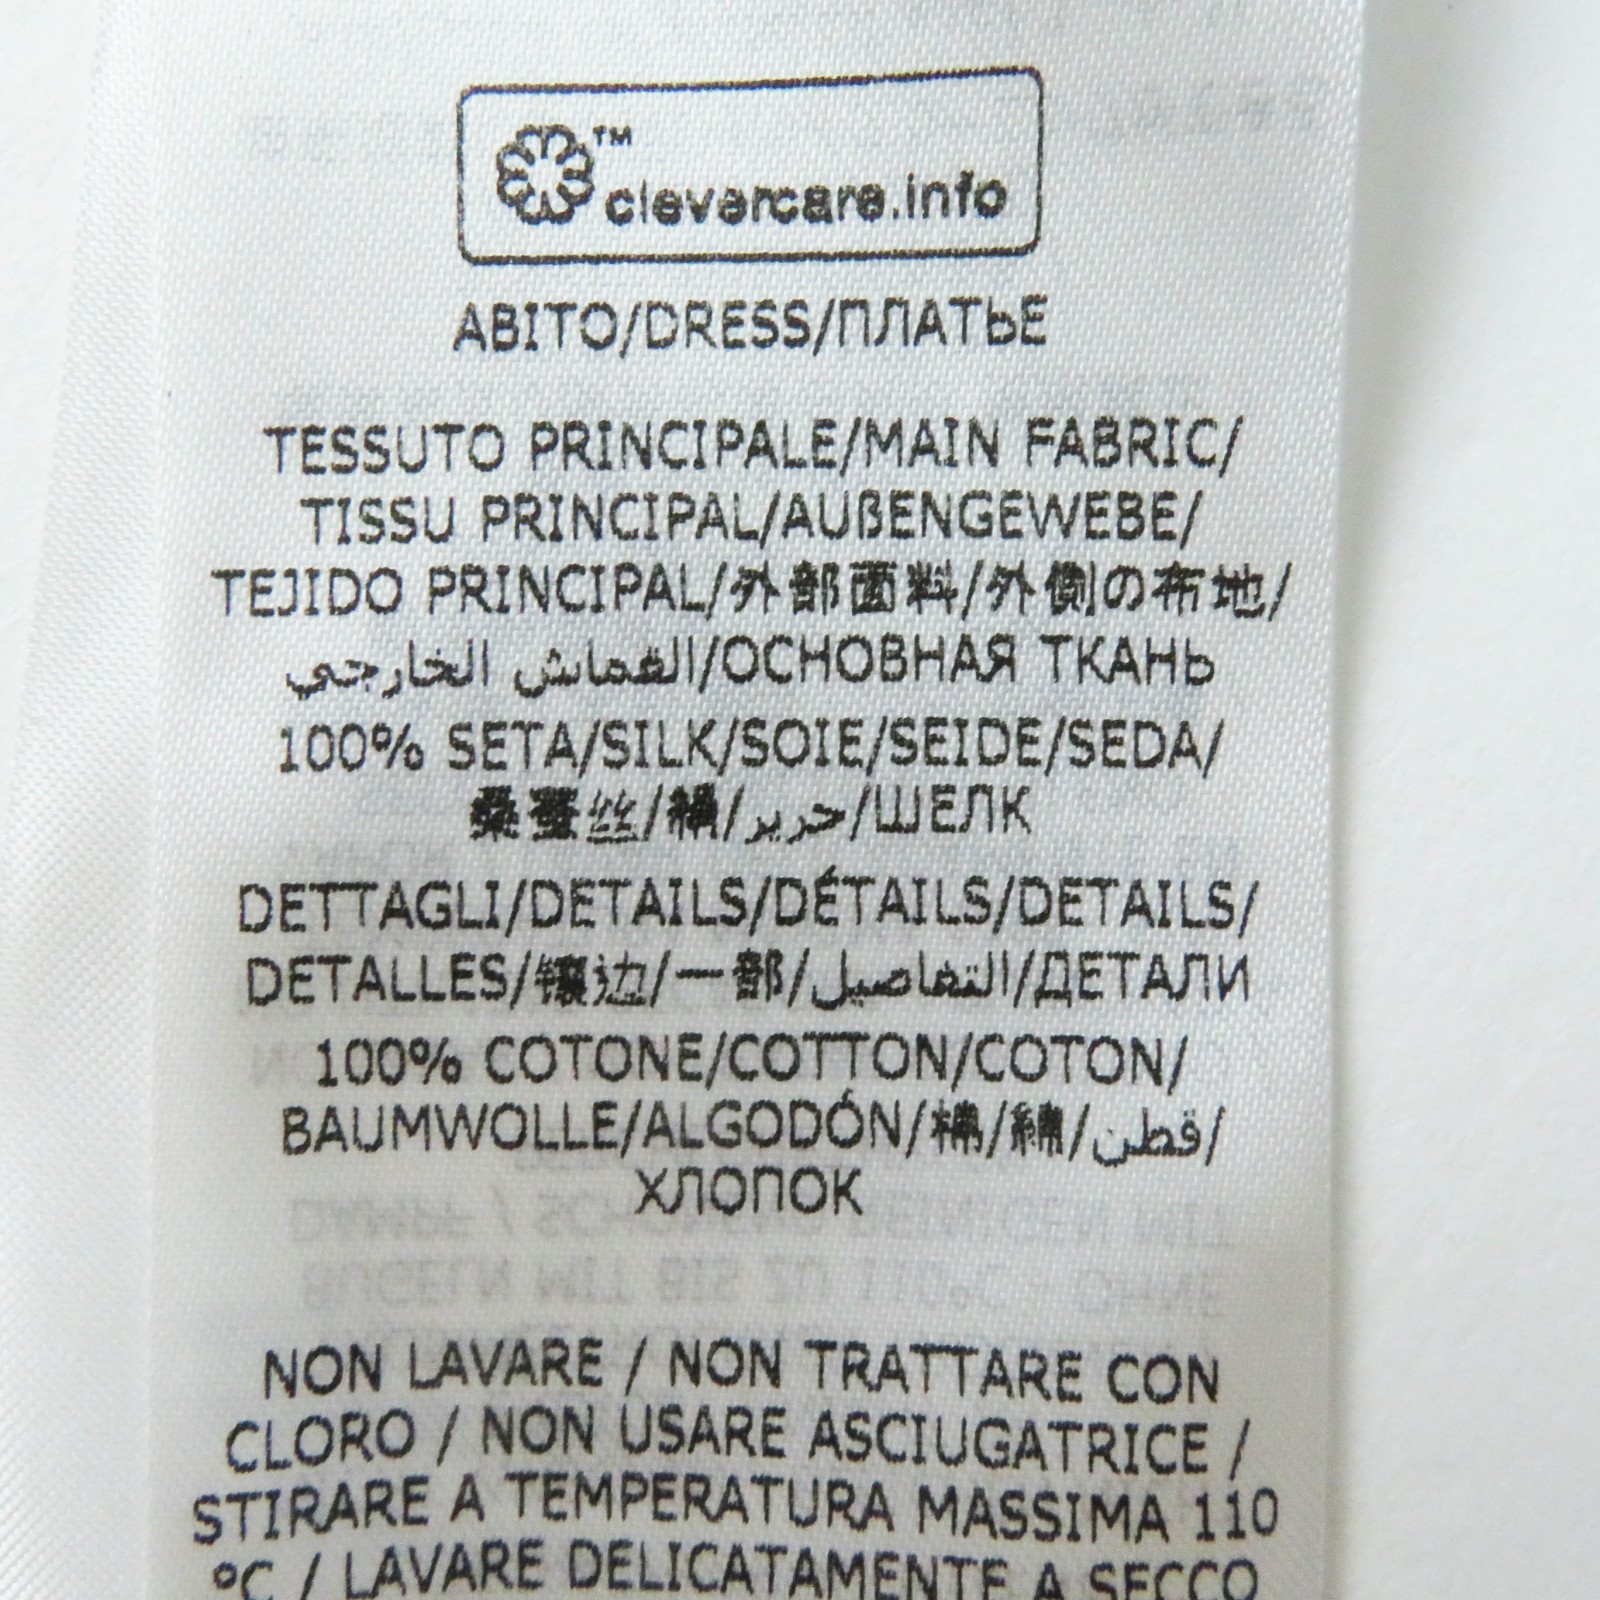 ™ clevercare.info
ABITO/DRESS/ПЛАТЬЕ
TESSUTO PRINCIPALE/MAIN FABRIC/
TISSU PRINCIPAL/AUßENGEWEBE/
TEJIDO PRINCIPAL/外部面料/外側の布地/
القماش الخارجي/ОСНОВНАЯ ТКАНЬ
100% SETA/SILK/SOIE/SEIDE/SEDA/
桑蚕丝/絹/حرير/ШЕЛК
DETTAGLI/DETAILS/DÉTAILS/DETAILS/
DETALLES/镶边/一部/التفاصيل/ДЕТАЛИ
100% COTONE/COTTON/COTON/
BAUMWOLLE/ALGODÓN/棉/綿/قطن/
ХЛОПОК
NON LAVARE / NON TRATTARE CON
CLORO / NON USARE ASCIUGATRICE /
STIRARE A TEMPERATURA MASSIMA 110
°C / LAVARE DELICATAMENTE A SECCO